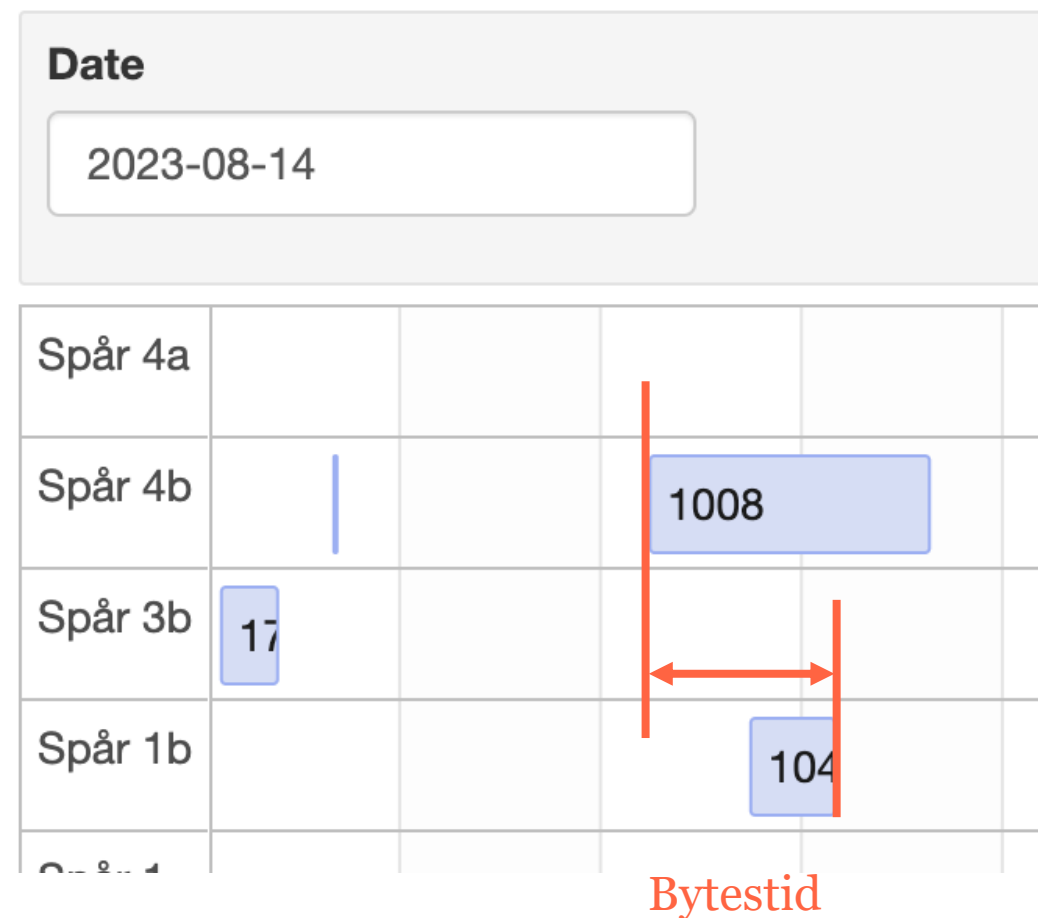 Date
2023-08-14
Spår 4a
Spår 4b
1008
Spår 3b
17
Spår 1b
104
Bytestid